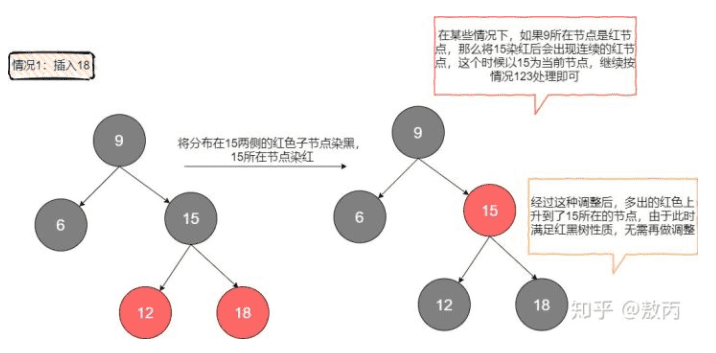 情况1：插入18
在某些情况下，如果9所在节点是红节
点，那么将15染红后会出现连续的红节
点，这个时候以15为当前节点，继续按
情况123处理即可
将分布在15两侧的红色子节点染黑，
15所在节点染红
9
6
15
12
18
9
6
15
12
18
经过这种调整后，多出的红色上
升到了15所在的节点，由于此时
满足红黑树性质，无需再做调整
知乎 @敖丙